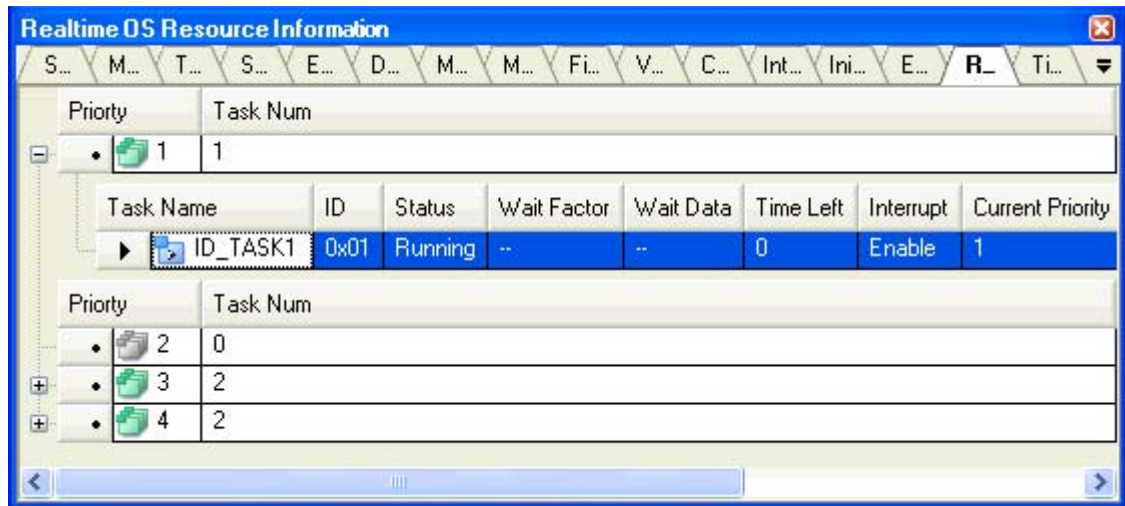 Realtime OS Resource Information
S... M... T... S... E... D... M... M... Fi... V... C... Int... Ini... E... R... Ti...
Priorty Task Num
1 1
Task Name ID Status Wait Factor Wait Data Time Left Interrupt Current Priority
ID_TASK1 0x01 Running -- -- 0 Enable 1
Priorty Task Num
2 0
3 2
4 2